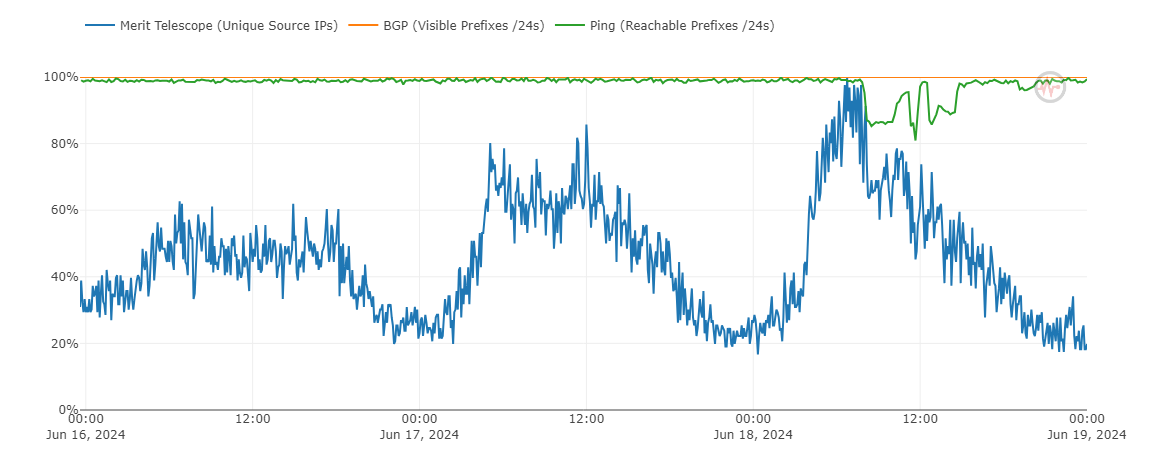 Merit Telescope (Unique Source IPs) BGP (Visible Prefixes /24s) Ping (Reachable Prefixes /24s)
100%
80%
60%
40%
20%
0%
00:00 12:00 00:00 12:00 00:00 12:00 00:00
Jun 16, 2024 Jun 17, 2024 Jun 18, 2024 Jun 19, 2024